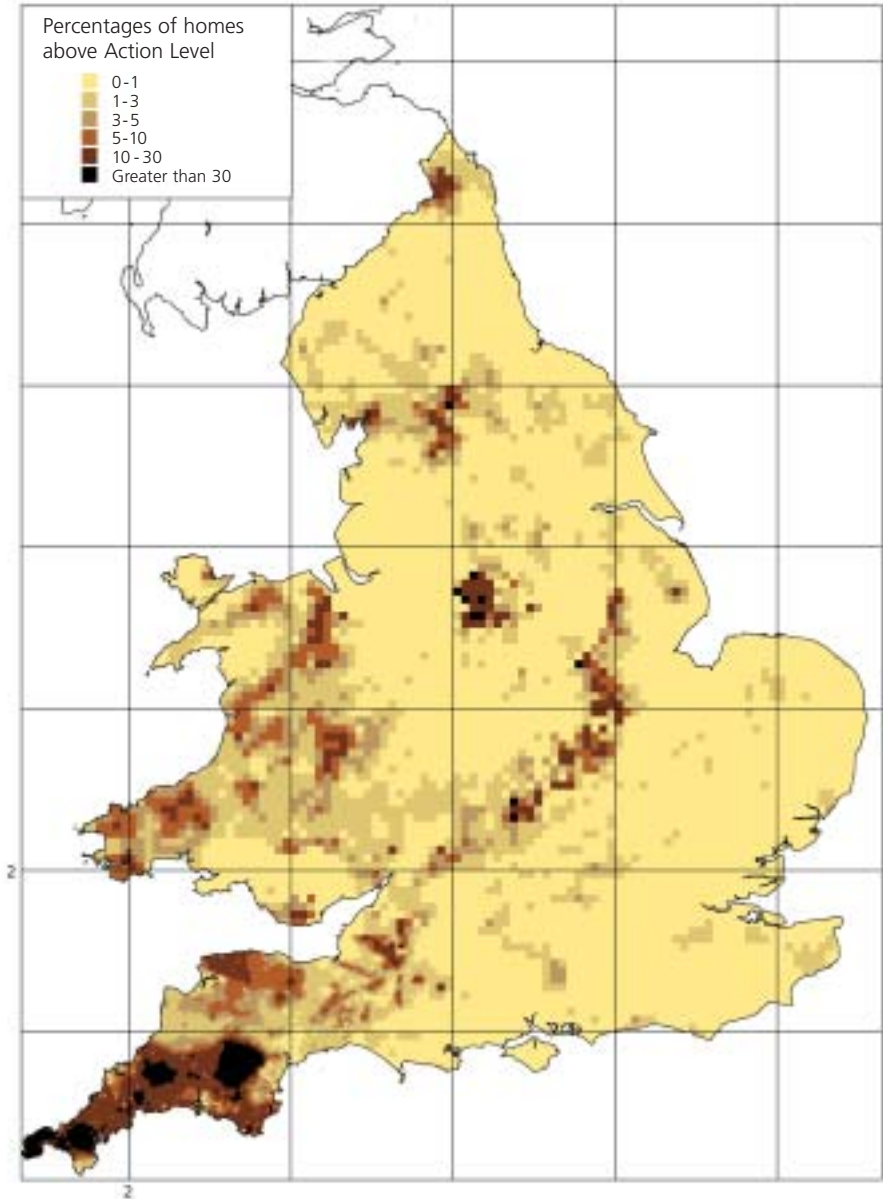 Percentages of homes
above Action Level
0-1
1-3
3-5
5-10
10-30
Greater than 30
2
2